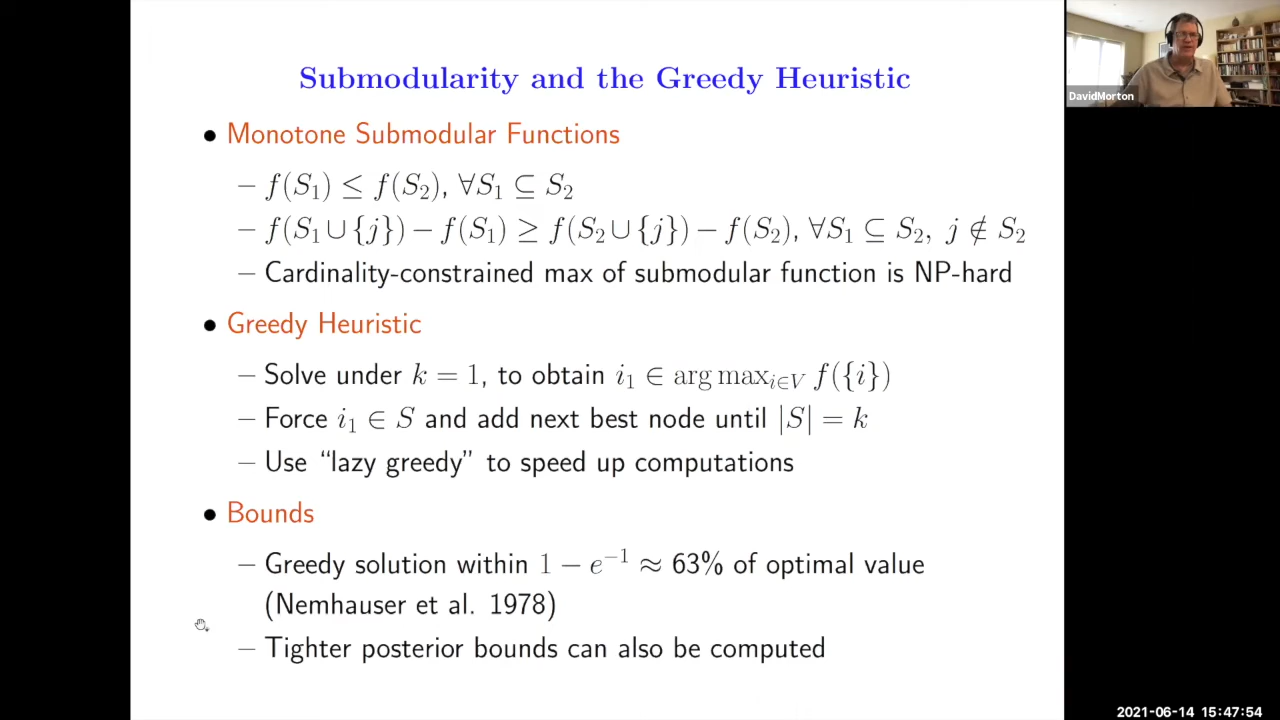 Submodularity and the Greedy Heuristic
DavidMorton
• Monotone Submodular Functions
– f(S₁) ≤ f(S₂), ∀S₁ ⊆ S₂
– f(S₁ ∪ {j}) − f(S₁) ≥ f(S₂ ∪ {j}) − f(S₂), ∀S₁ ⊆ S₂, j ∉ S₂
– Cardinality-constrained max of submodular function is NP-hard
• Greedy Heuristic
– Solve under k = 1, to obtain i₁ ∈ arg max_{i∈V} f({i})
– Force i₁ ∈ S and add next best node until |S| = k
– Use “lazy greedy” to speed up computations
• Bounds
– Greedy solution within 1 − e⁻¹ ≈ 63% of optimal value
(Nemhauser et al. 1978)
– Tighter posterior bounds can also be computed
2021-06-14 15:47:54